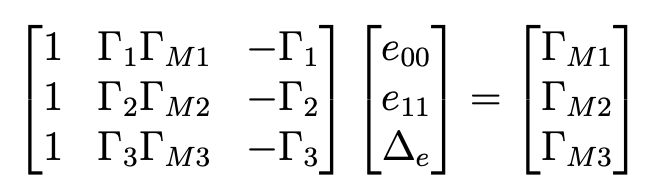 [1 Γ₁Γ_{M1} −Γ₁] [e₀₀] [Γ_{M1}]
[1 Γ₂Γ_{M2} −Γ₂] [e₁₁] = [Γ_{M2}]
[1 Γ₃Γ_{M3} −Γ₃] [Δₑ] [Γ_{M3}]